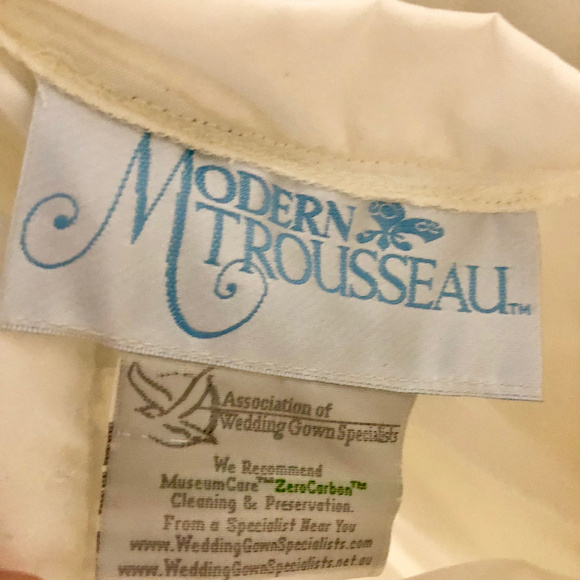 MODERN
TROUSSEAU™
Association of
Wedding Gown Specialists
We Recommend
MuseumCare™ ZeroCarbon™
Cleaning & Preservation.
From a Specialist Near You
www.WeddingGownSpecialists.com
www.WeddingGownSpecialists.net.au